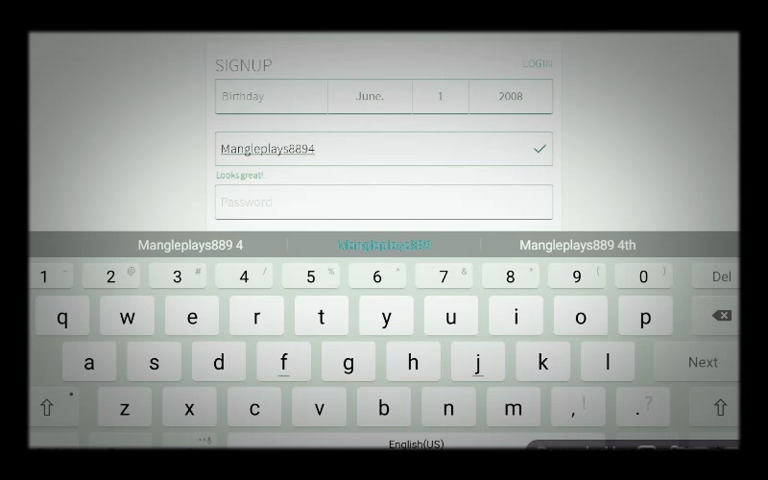 SIGNUP LOGIN
Birthday June. 1 2008
Mangleplays8894
Looks great!
Password
Mangleplays889 4 Mangleplays889 4th
1 2 @ 3 # 4 / 5 % 6 ^ 7 & 8 * 9 ( 0 ) Del
q w e r t y u i o p
a s d f g h j k l Next
z x c v b n m , ! . ?
English(US)